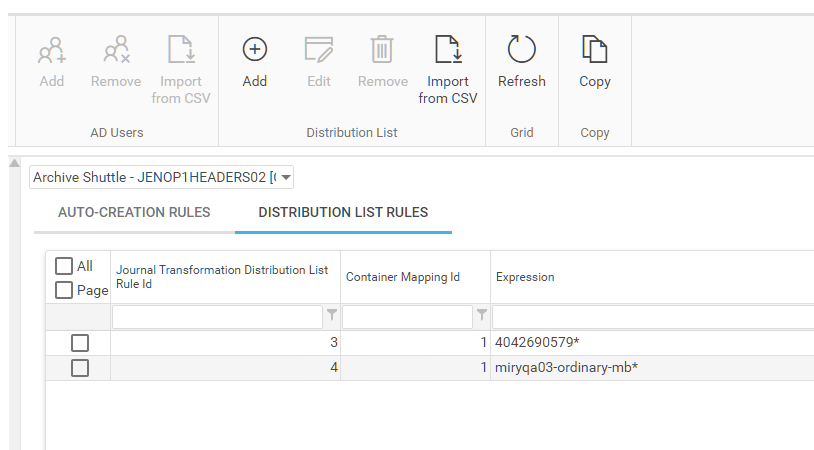 Add
Remove
Import
from CSV
AD Users
Add
Edit
Remove
Import
from CSV
Distribution List
Refresh
Grid
Copy
Copy
Archive Shuttle - JENOP1HEADERS02 [
AUTO-CREATION RULES
DISTRIBUTION LIST RULES
All
Page
Journal Transformation Distribution List
Rule Id
Container Mapping Id
Expression
3 1 4042690579*
4 1 miryqa03-ordinary-mb*